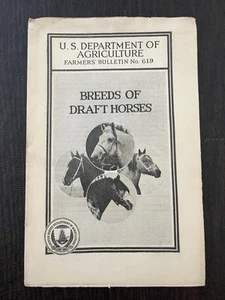 U. S. DEPARTMENT OF
AGRICULTURE
FARMERS' BULLETIN No. 619
BREEDS OF
DRAFT HORSES